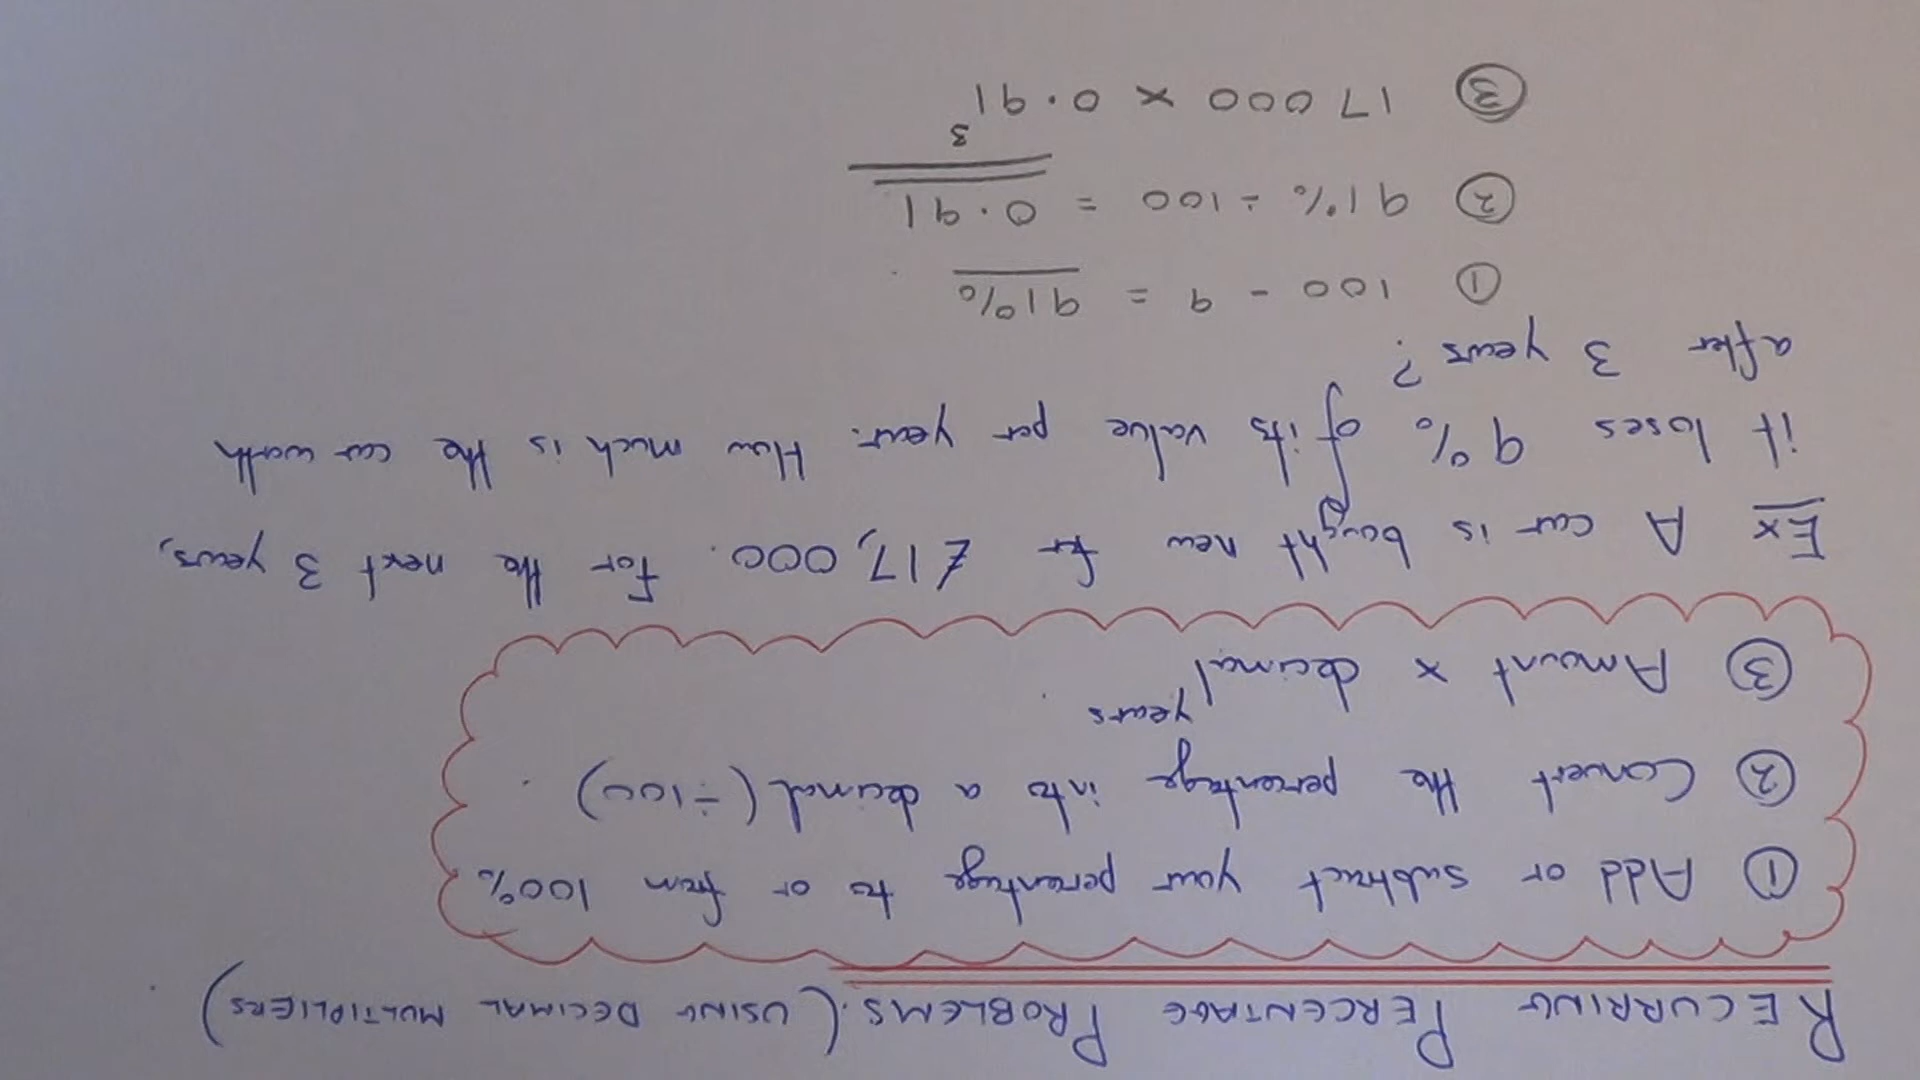 RECURRING PERCENTAGE PROBLEMS. (USING DECIMAL MULTIPLIERS)
① Add or subtract your percentage to or from 100%
② Convert the percentage into a decimal (÷100)
③ Amount × decimal^years
Ex A car is bought new for £17,000. For the next 3 years,
it loses 9% of its value per year. How much is the car worth
after 3 years?
① 100 - 9 = 91%
② 91% ÷ 100 = 0.91
③ 17 000 × 0.91³